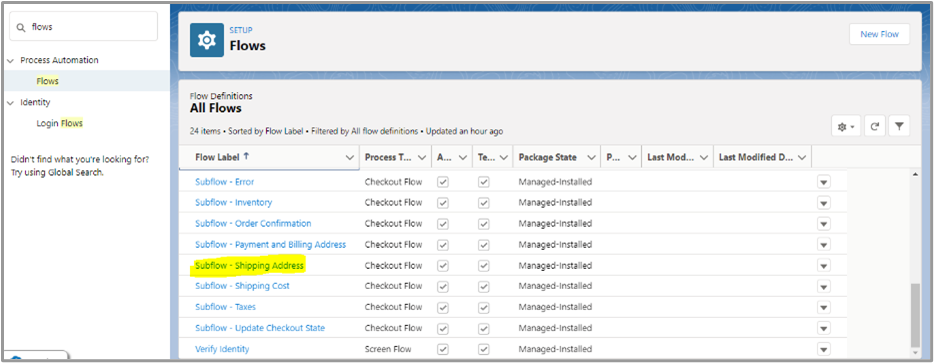 flows
Process Automation
Flows
Identity
Login Flows
Didn't find what you're looking for?
Try using Global Search.
SETUP
Flows
New Flow
Flow Definitions
All Flows
24 items • Sorted by Flow Label • Filtered by All flow definitions • Updated an hour ago
Flow Label ↑ Process T... A... Te... Package State P... Last Mod... Last Modified D...
Subflow - Error Checkout Flow Managed-Installed
Subflow - Inventory Checkout Flow Managed-Installed
Subflow - Order Confirmation Checkout Flow Managed-Installed
Subflow - Payment and Billing Address Checkout Flow Managed-Installed
Subflow - Shipping Address Checkout Flow Managed-Installed
Subflow - Shipping Cost Checkout Flow Managed-Installed
Subflow - Taxes Checkout Flow Managed-Installed
Subflow - Update Checkout State Checkout Flow Managed-Installed
Verify Identity Screen Flow Managed-Installed